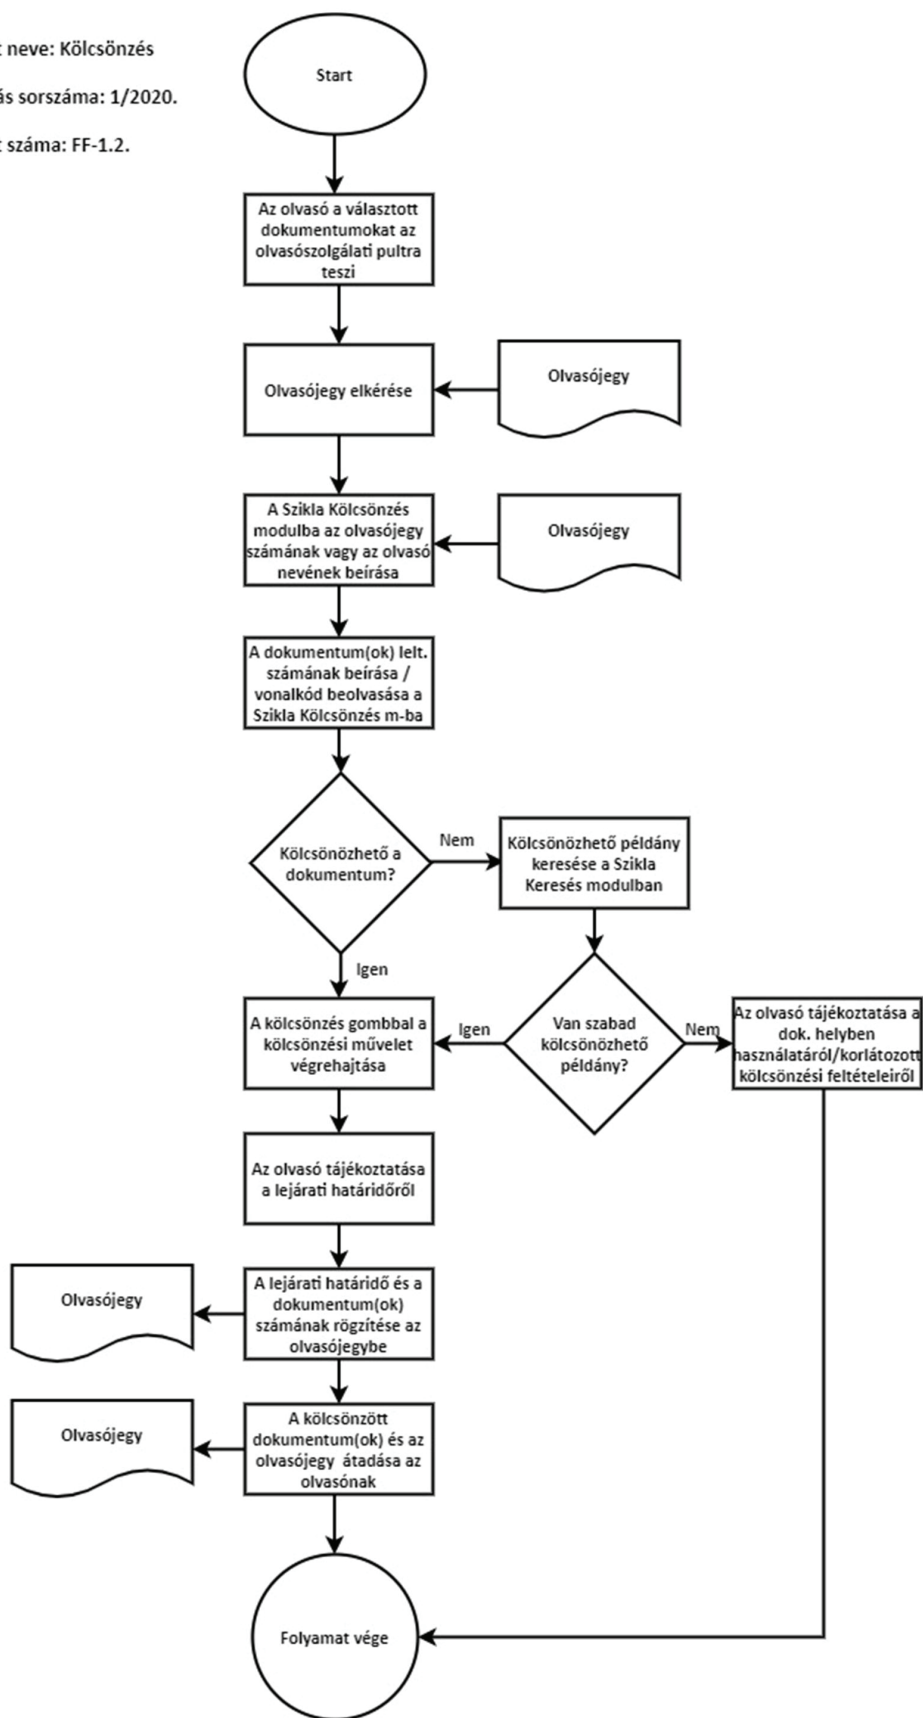 neve: Kölcsönzés
ás sorszáma: 1/2020.
száma: FF-1.2.
Start
Az olvasó a választott
dokumentumokat az
olvasószolgálati pultra
teszi
Olvasójegy elkérése
Olvasójegy
A Szikla Kölcsönzés
modulba az olvasójegy
számának vagy az olvasó
nevének beírása
Olvasójegy
A dokumentum(ok) lelt.
számának beírása /
vonalkód beolvasása a
Szikla Kölcsönzés m-ba
Kölcsönözhető a
dokumentum?
Nem
Kölcsönözhető példány
keresése a Szikla
Keresés modulban
Igen
A kölcsönzés gombbal a
kölcsönzési művelet
végrehajtása
Igen
Van szabad
kölcsönözhető
példány?
Nem
Az olvasó tájékoztatása a
dok. helyben
használatáról/korlátozott
kölcsönzési feltételeiről
Az olvasó tájékoztatása
a lejárati határidőről
A lejárati határidő és a
dokumentum(ok)
számának rögzítése az
olvasójegybe
Olvasójegy
A kölcsönzött
dokumentum(ok) és az
olvasójegy átadása az
olvasónak
Olvasójegy
Folyamat vége